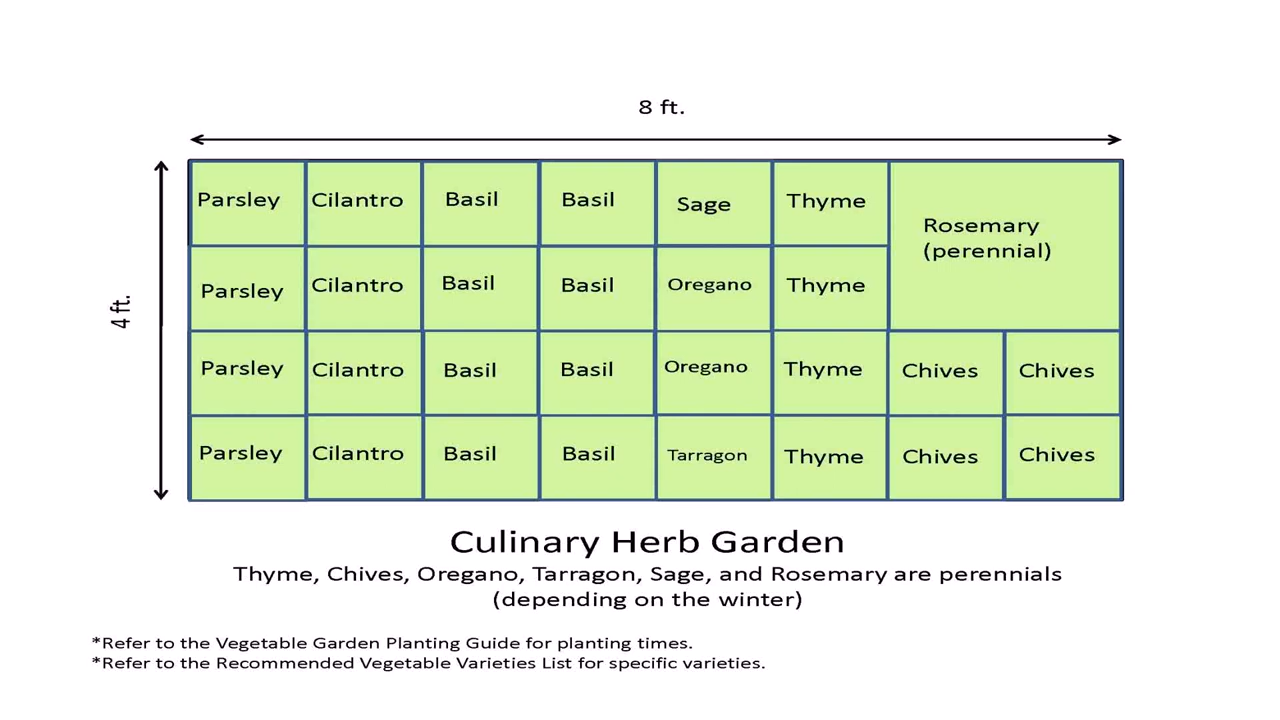 8 ft.
4 ft.
Parsley Cilantro Basil Basil Sage Thyme Rosemary
(perennial)
Parsley Cilantro Basil Basil Oregano Thyme
Parsley Cilantro Basil Basil Oregano Thyme Chives Chives
Parsley Cilantro Basil Basil Tarragon Thyme Chives Chives
Culinary Herb Garden
Thyme, Chives, Oregano, Tarragon, Sage, and Rosemary are perennials
(depending on the winter)
*Refer to the Vegetable Garden Planting Guide for planting times.
*Refer to the Recommended Vegetable Varieties List for specific varieties.